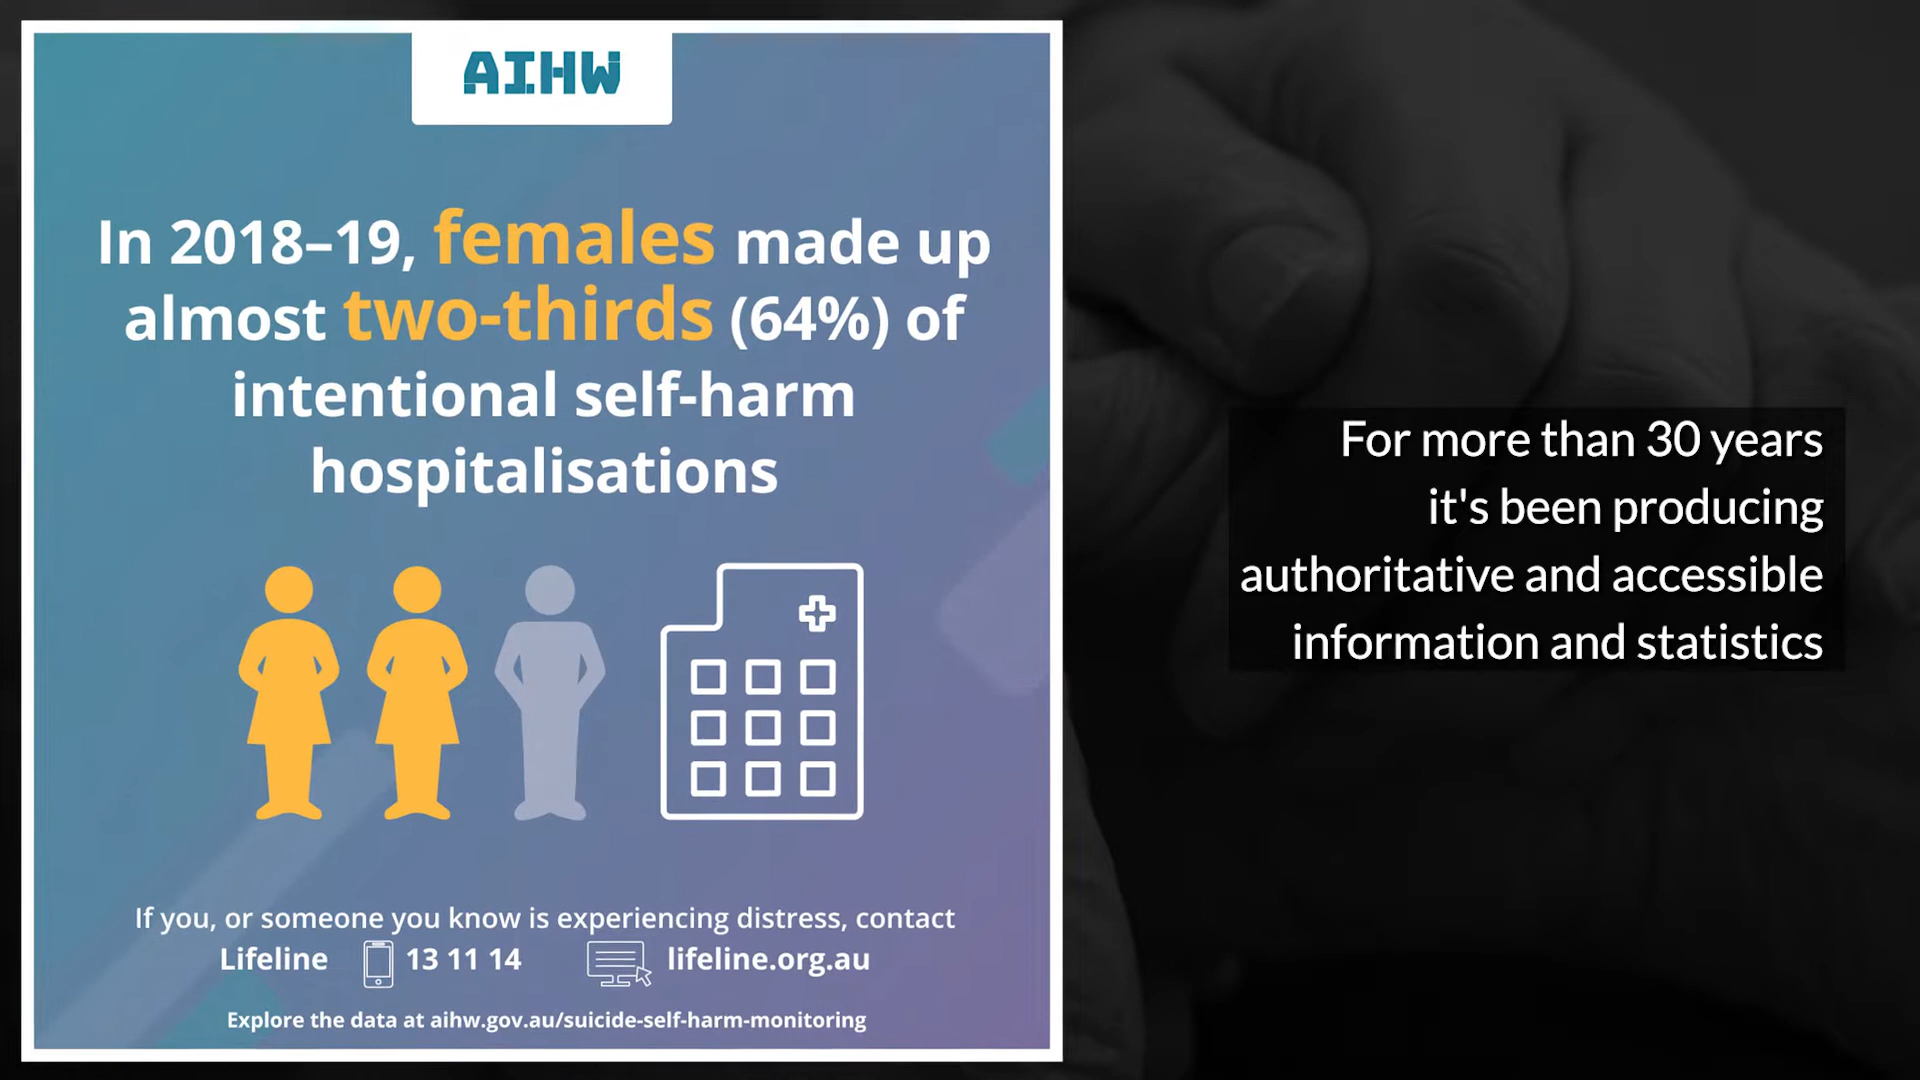 AIHW
In 2018–19, females made up
almost two-thirds (64%) of
intentional self-harm
hospitalisations
If you, or someone you know is experiencing distress, contact
Lifeline 13 11 14 lifeline.org.au
Explore the data at aihw.gov.au/suicide-self-harm-monitoring
For more than 30 years
it's been producing
authoritative and accessible
information and statistics